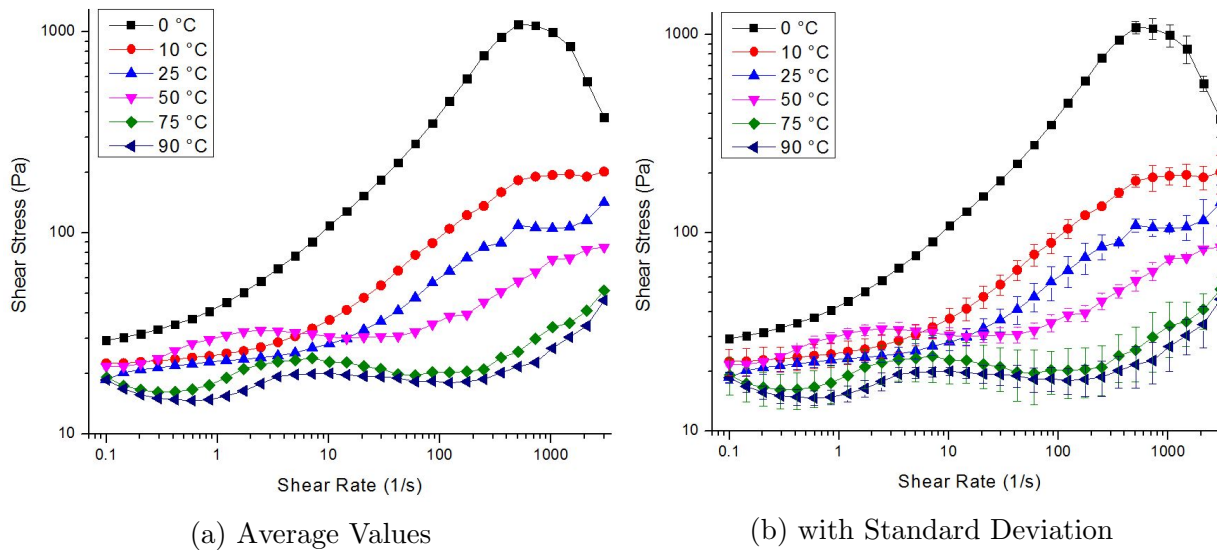 1000
100
10
Shear Stress (Pa)
0 °C
10 °C
25 °C
50 °C
75 °C
90 °C
0.1 1 10 100 1000
Shear Rate (1/s)
(a) Average Values
1000
100
10
Shear Stress (Pa)
0 °C
10 °C
25 °C
50 °C
75 °C
90 °C
0.1 1 10 100 1000
Shear Rate (1/s)
(b) with Standard Deviation